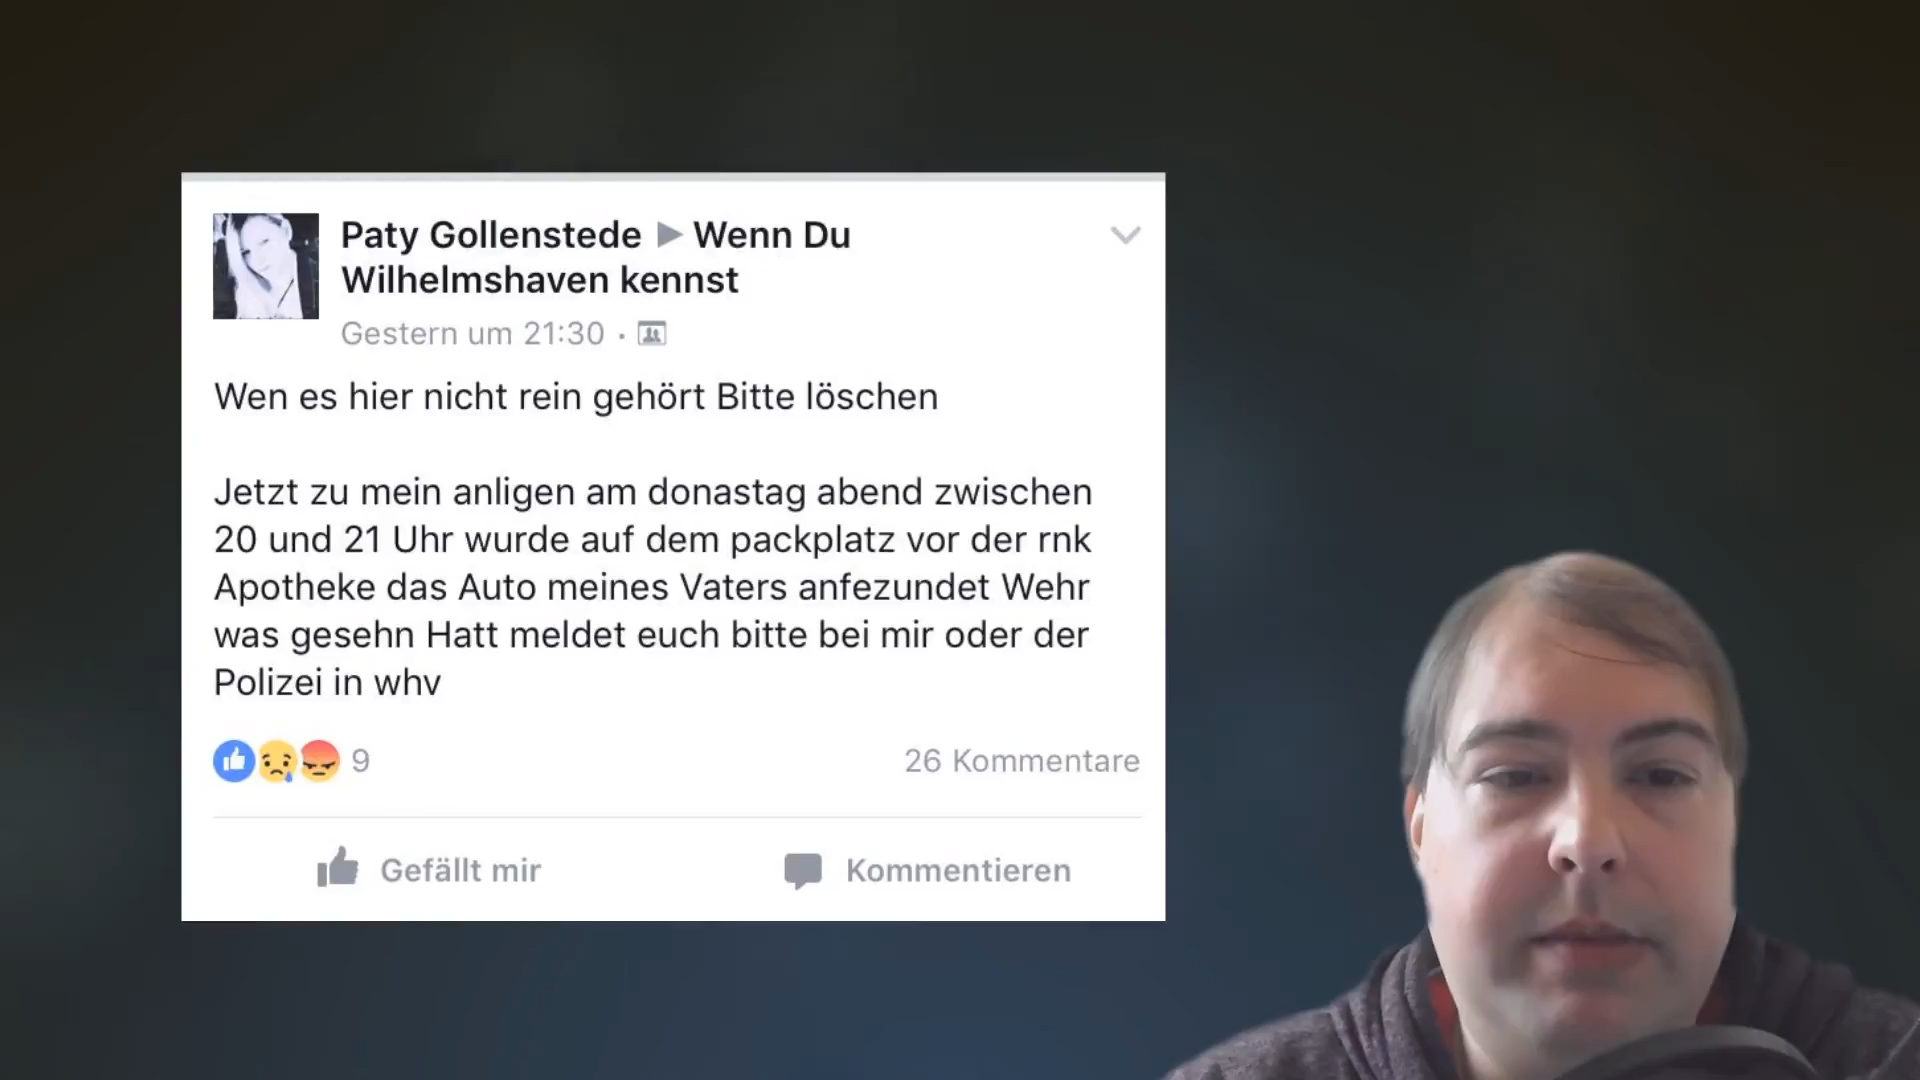 Paty Gollenstede ▶ Wenn Du
Wilhelmshaven kennst
Gestern um 21:30 ·
Wen es hier nicht rein gehört Bitte löschen
Jetzt zu mein anligen am donastag abend zwischen
20 und 21 Uhr wurde auf dem packplatz vor der rnk
Apotheke das Auto meines Vaters anfezundet Wehr
was gesehn Hatt meldet euch bitte bei mir oder der
Polizei in whv
9
26 Kommentare
Gefällt mir
Kommentieren